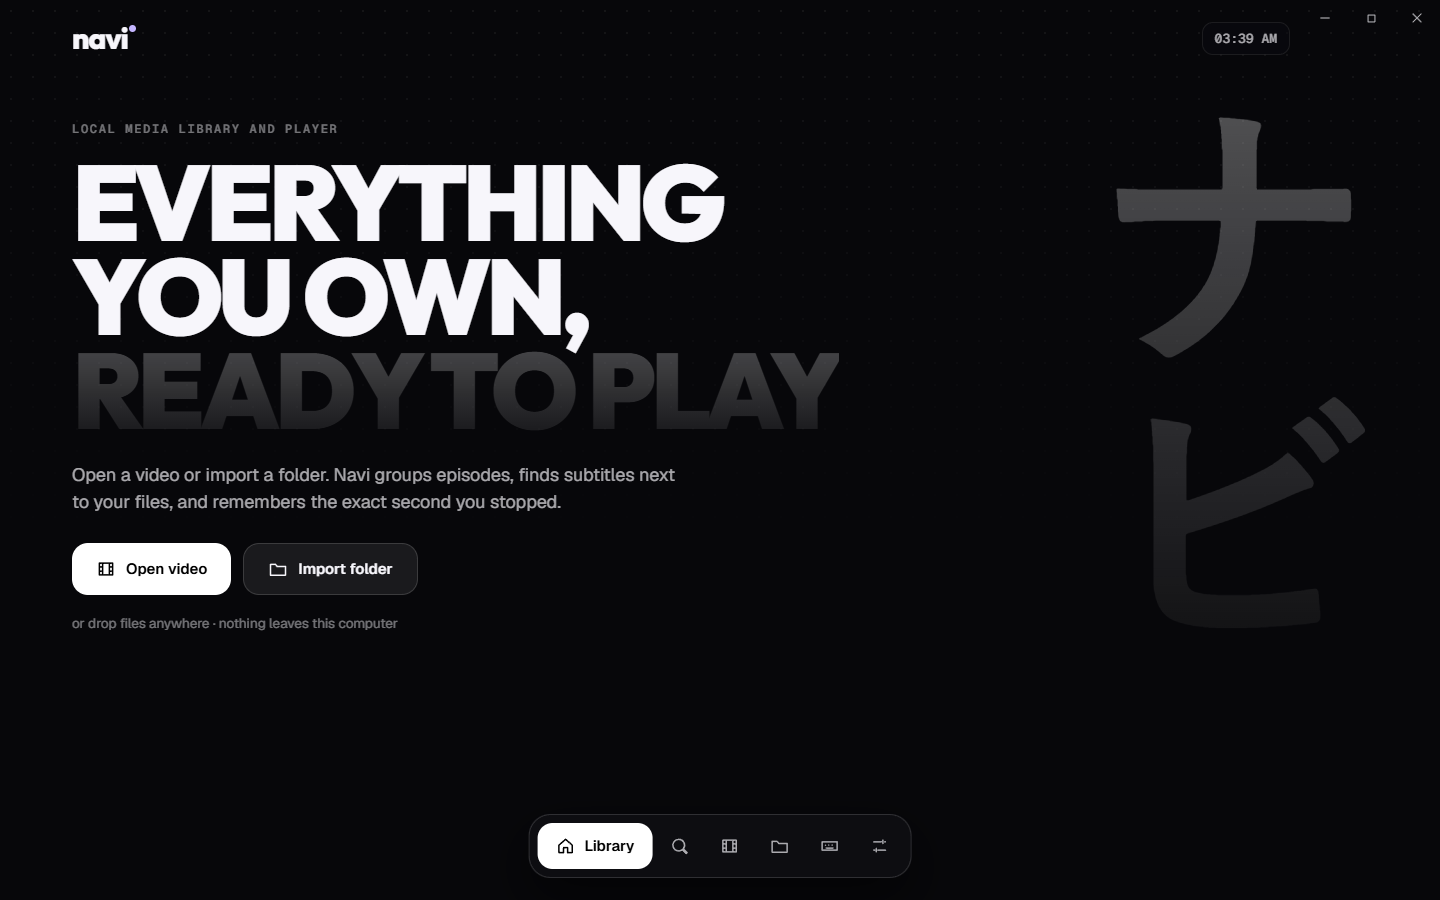 navi
03:39 AM
LOCAL MEDIA LIBRARY AND PLAYER
EVERYTHING
YOU OWN,
READY TO PLAY
Open a video or import a folder. Navi groups episodes, finds subtitles next
to your files, and remembers the exact second you stopped.
Open video
Import folder
or drop files anywhere · nothing leaves this computer
ナ
ビ
Library